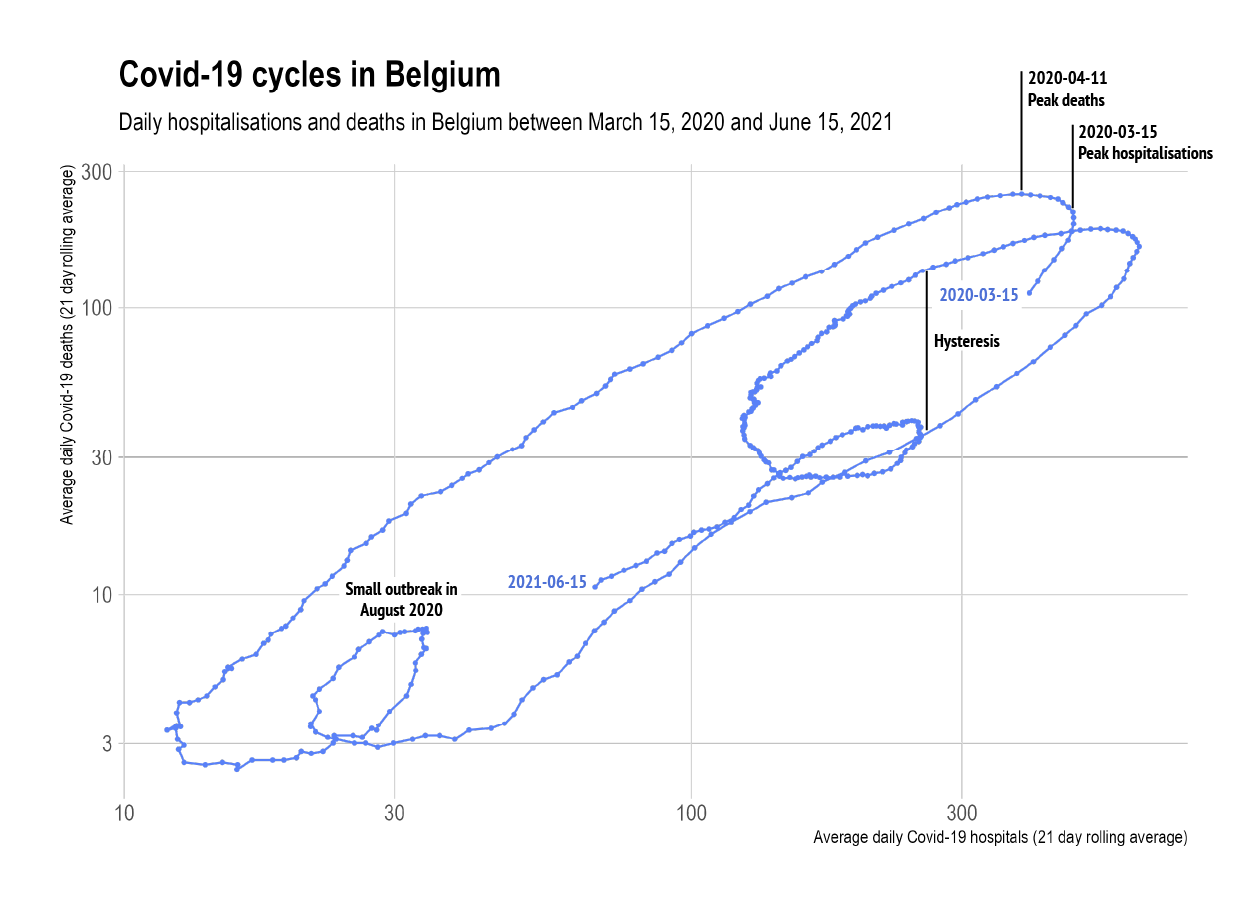 Covid-19 cycles in Belgium
Daily hospitalisations and deaths in Belgium between March 15, 2020 and June 15, 2021
2020-04-11
Peak deaths
2020-03-15
Peak hospitalisations
Average daily Covid-19 deaths (21 day rolling average)
300
100
30
10
3
2020-03-15
Hysteresis
2021-06-15
Small outbreak in
August 2020
10
30
100
300
Average daily Covid-19 hospitals (21 day rolling average)